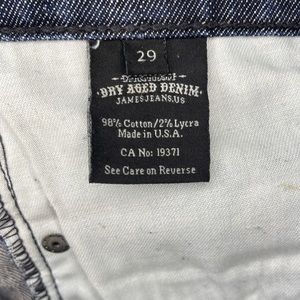 29
DRY AGED DENIM
JAMESJEANS.US
98% Cotton/2% Lycra
Made in U.S.A.
CA No: 19371
See Care on Reverse